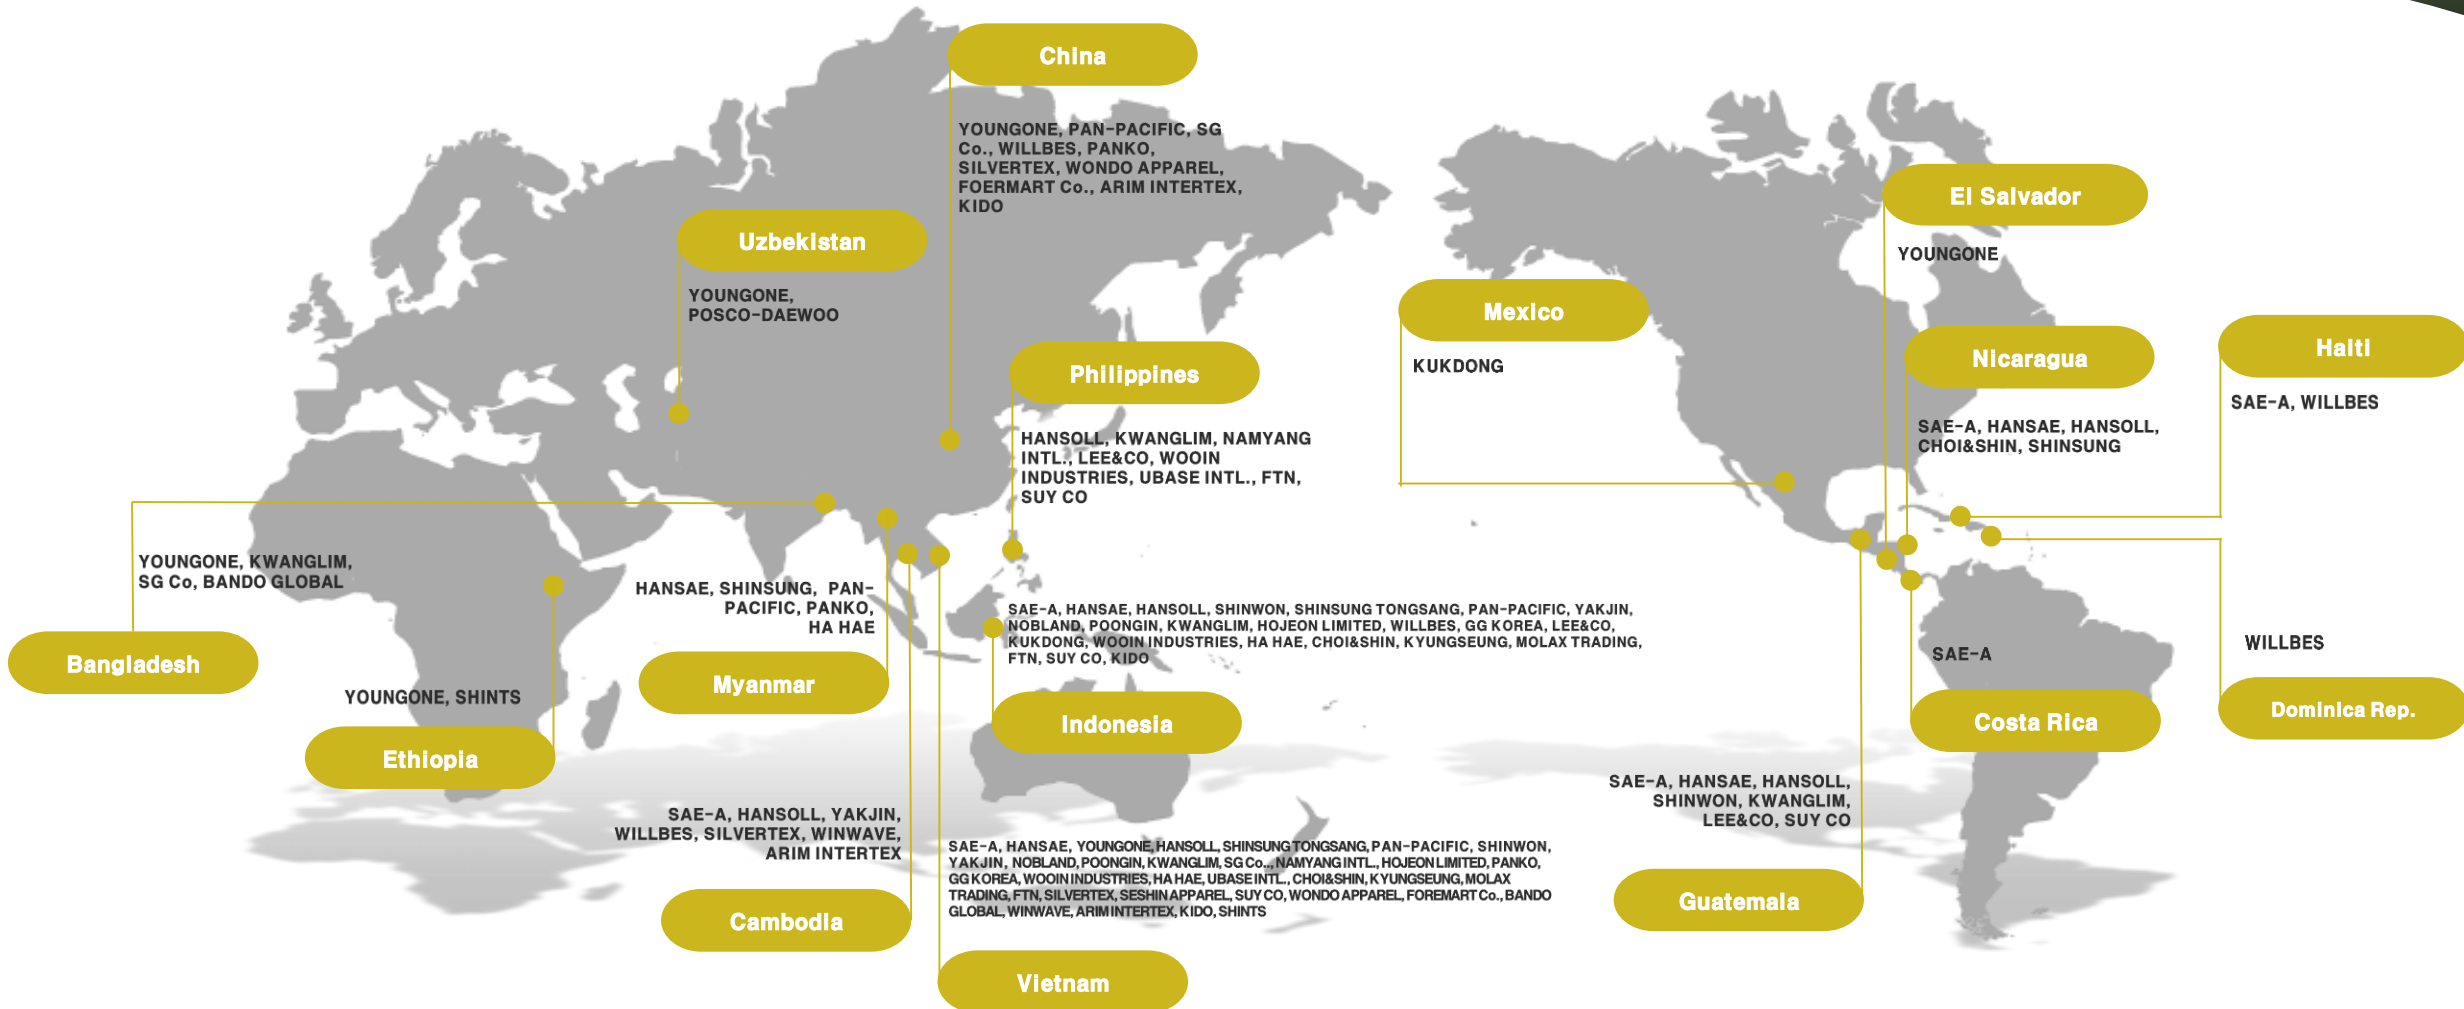 China
YOUNGONE, PAN-PACIFIC, SG
Co., WILLBES, PANKO,
SILVERTEX, WONDO APPAREL,
FOERMART Co., ARIM INTERTEX,
KIDO
Uzbekistan
YOUNGONE,
POSCO-DAEWOO
Philippines
HANSOLL, KWANGLIM, NAMYANG
INTL., LEE&CO, WOOIN
INDUSTRIES, UBASE INTL., FTN,
SUY CO
El Salvador
YOUNGONE
Mexico
KUKDONG
Nicaragua
SAE-A, HANSAE, HANSOLL,
CHOI&SHIN, SHINSUNG
Haiti
SAE-A, WILLBES
YOUNGONE, KWANGLIM,
SG Co, BANDO GLOBAL
Bangladesh
YOUNGONE, SHINTS
Ethiopia
HANSAE, SHINSUNG, PAN-
PACIFIC, PANKO,
HA HAE
Myanmar
SAE-A, HANSAE, HANSOLL, SHINWON, SHINSUNG TONGSANG, PAN-PACIFIC, YAKJIN,
NOBLAND, POONGIN, KWANGLIM, HOJEON LIMITED, WILLBES, GG KOREA, LEE&CO,
KUKDONG, WOOIN INDUSTRIES, HA HAE, CHOI&SHIN, KYUNGSEUNG, MOLAX TRADING,
FTN, SUY CO, KIDO
Indonesia
SAE-A
Costa Rica
WILLBES
Dominica Rep.
SAE-A, HANSOLL, YAKJIN,
WILLBES, SILVERTEX, WINWAVE,
ARIM INTERTEX
Cambodia
SAE-A, HANSAE, YOUNGONE, HANSOLL, SHINSUNG TONGSANG, PAN-PACIFIC, SHINWON,
YAKJIN, NOBLAND, POONGIN, KWANGLIM, SG Co.,, NAMYANG INTL., HOJEON LIMITED, PANKO,
GG KOREA, WOOIN INDUSTRIES, HA HAE, UBASE INTL., CHOI&SHIN, KYUNGSEUNG, MOLAX
TRADING, FTN, SILVERTEX, SESHIN APPAREL, SUY CO, WONDO APPAREL, FOREMART Co., BANDO
GLOBAL, WINWAVE, ARIM INTERTEX, KIDO, SHINTS
Vietnam
SAE-A, HANSAE, HANSOLL,
SHINWON, KWANGLIM,
LEE&CO, SUY CO
Guatemala